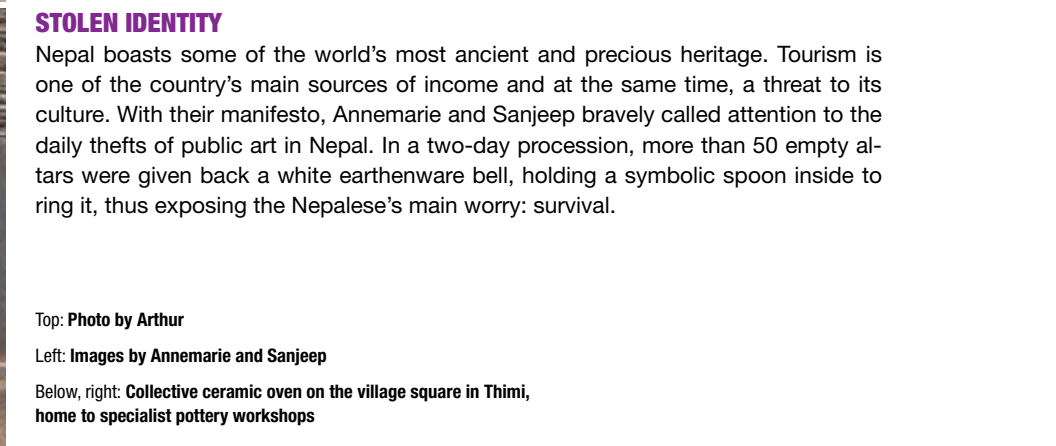 STOLEN IDENTITY
Nepal boasts some of the world’s most ancient and precious heritage. Tourism is
one of the country’s main sources of income and at the same time, a threat to its
culture. With their manifesto, Annemarie and Sanjeep bravely called attention to the
daily thefts of public art in Nepal. In a two-day procession, more than 50 empty al-
tars were given back a white earthenware bell, holding a symbolic spoon inside to
ring it, thus exposing the Nepalese’s main worry: survival.
Top: Photo by Arthur
Left: Images by Annemarie and Sanjeep
Below, right: Collective ceramic oven on the village square in Thimi,
home to specialist pottery workshops